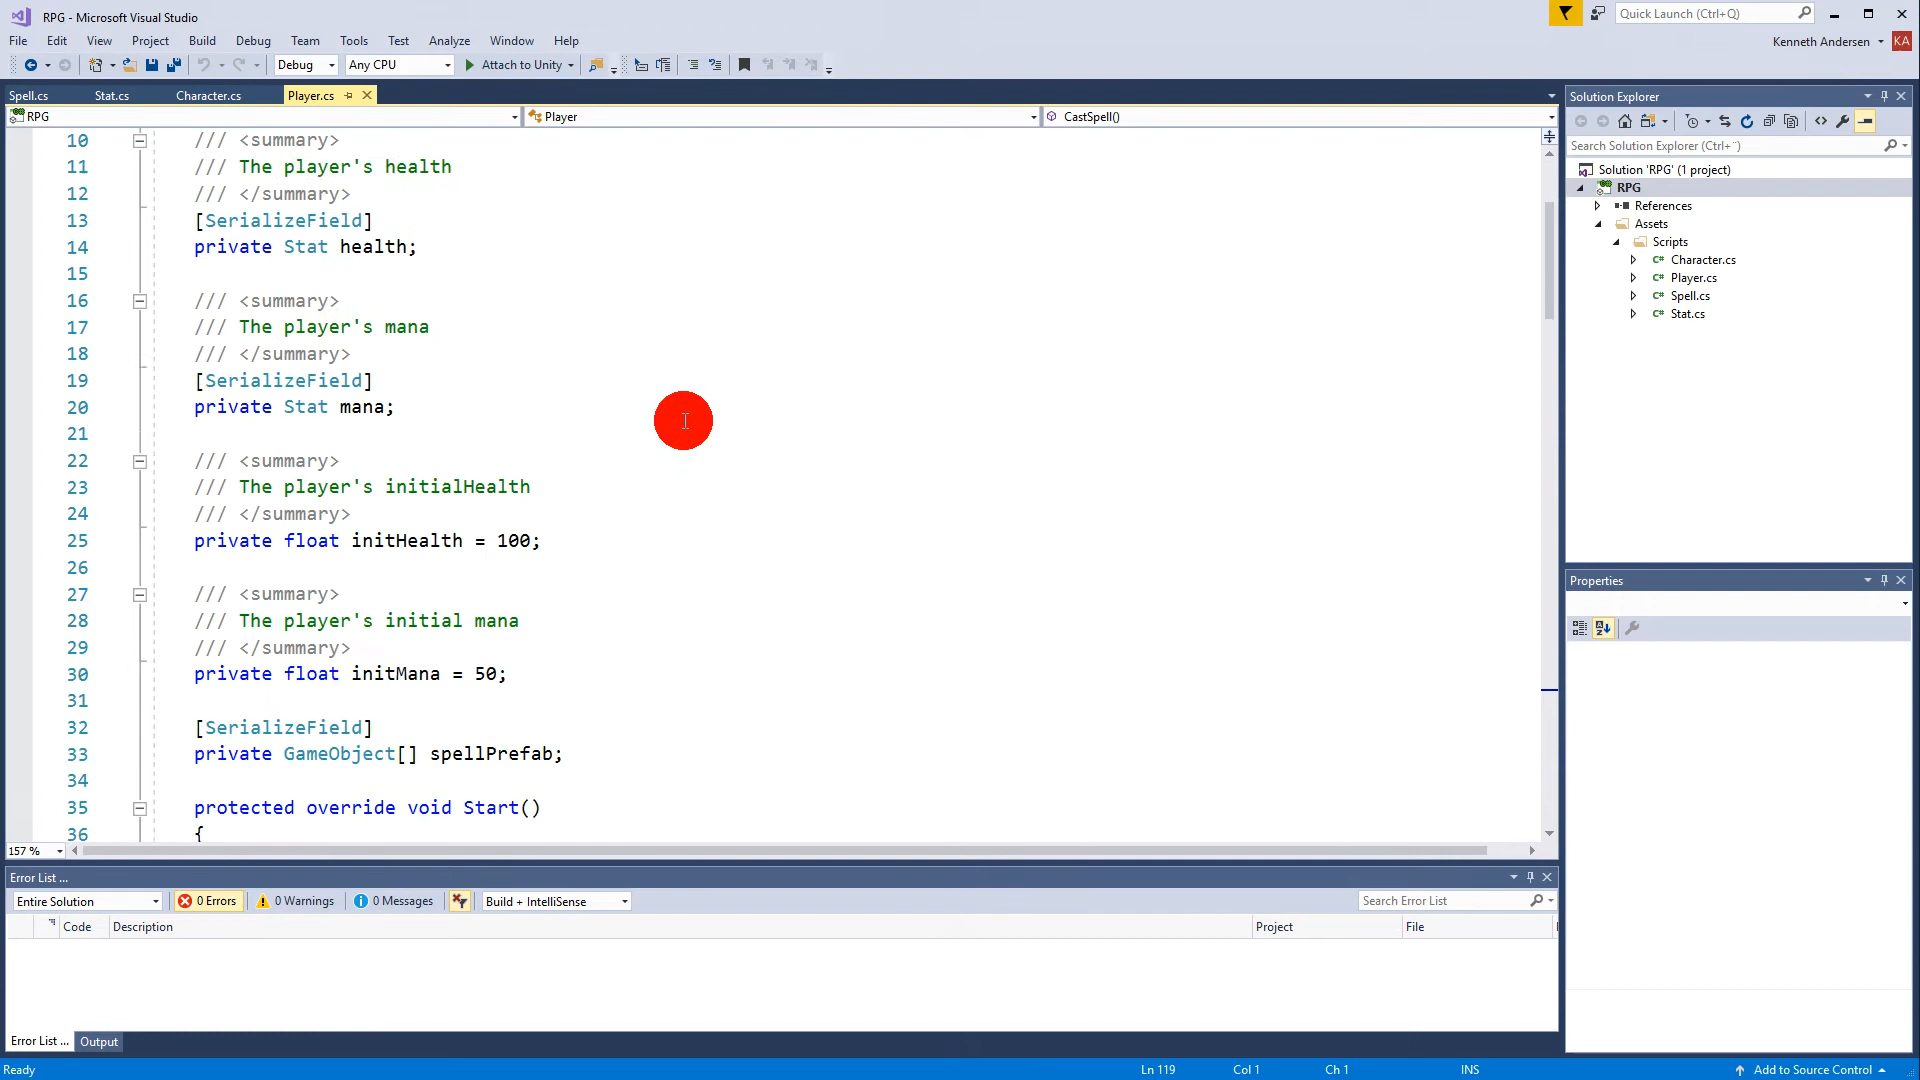 RPG - Microsoft Visual Studio
Quick Launch (Ctrl+Q)
File Edit View Project Build Debug Team Tools Test Analyze Window Help
Kenneth Andersen KA
Debug Any CPU Attach to Unity
Spell.cs Stat.cs Character.cs Player.cs
RPG Player CastSpell()
10 /// <summary>
11 /// The player's health
12 /// </summary>
13 [SerializeField]
14 private Stat health;
15
16 /// <summary>
17 /// The player's mana
18 /// </summary>
19 [SerializeField]
20 private Stat mana;
21
22 /// <summary>
23 /// The player's initialHealth
24 /// </summary>
25 private float initHealth = 100;
26
27 /// <summary>
28 /// The player's initial mana
29 /// </summary>
30 private float initMana = 50;
31
32 [SerializeField]
33 private GameObject[] spellPrefab;
34
35 protected override void Start()
36 {
157 %
Solution Explorer
Search Solution Explorer (Ctrl+¨)
Solution 'RPG' (1 project)
RPG
References
Assets
Scripts
C# Character.cs
C# Player.cs
C# Spell.cs
C# Stat.cs
Properties
Error List ...
Entire Solution 0 Errors 0 Warnings 0 Messages Build + IntelliSense Search Error List
Code Description Project File
Error List ... Output
Ready Ln 119 Col 1 Ch 1 INS Add to Source Control